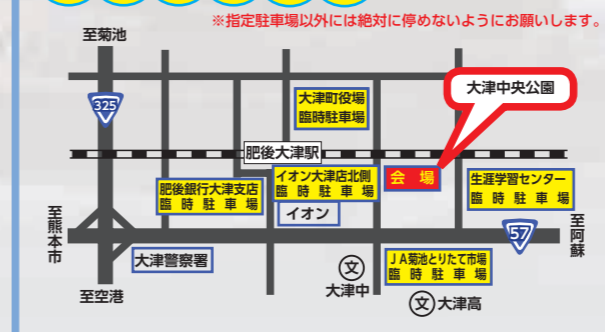 ※指定駐車場以外には絶対に停めないようにお願いします。
至菊池
325
大津町役場
臨時駐車場
大津中央公園
肥後大津駅
肥後銀行大津支店
臨時駐車場
イオン大津店北側
臨時駐車場
会場
生涯学習センター
臨時駐車場
イオン
至熊本市
至阿蘇
57
大津警察署
JA菊池とりたて市場
臨時駐車場
文
大津中
至空港
文 大津高